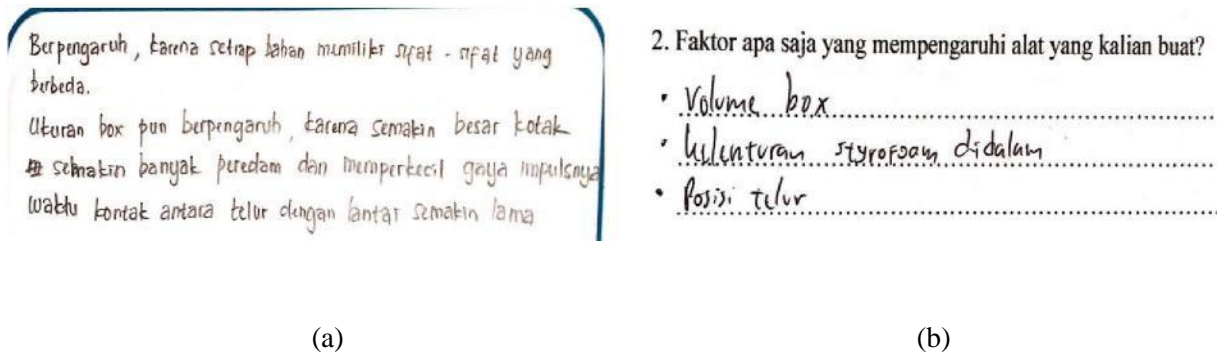 Berpengaruh, karena setiap bahan memiliki sifat - sifat yang
berbeda.
Ukuran box pun berpengaruh, karena semakin besar kotak
semakin banyak peredam dan memperkecil gaya impulsnya
waktu kontak antara telur dengan lantai semakin lama
2. Faktor apa saja yang mempengaruhi alat yang kalian buat?
• Volume box
• kelenturan styrofoam didalam
• Posisi telur
(a)
(b)